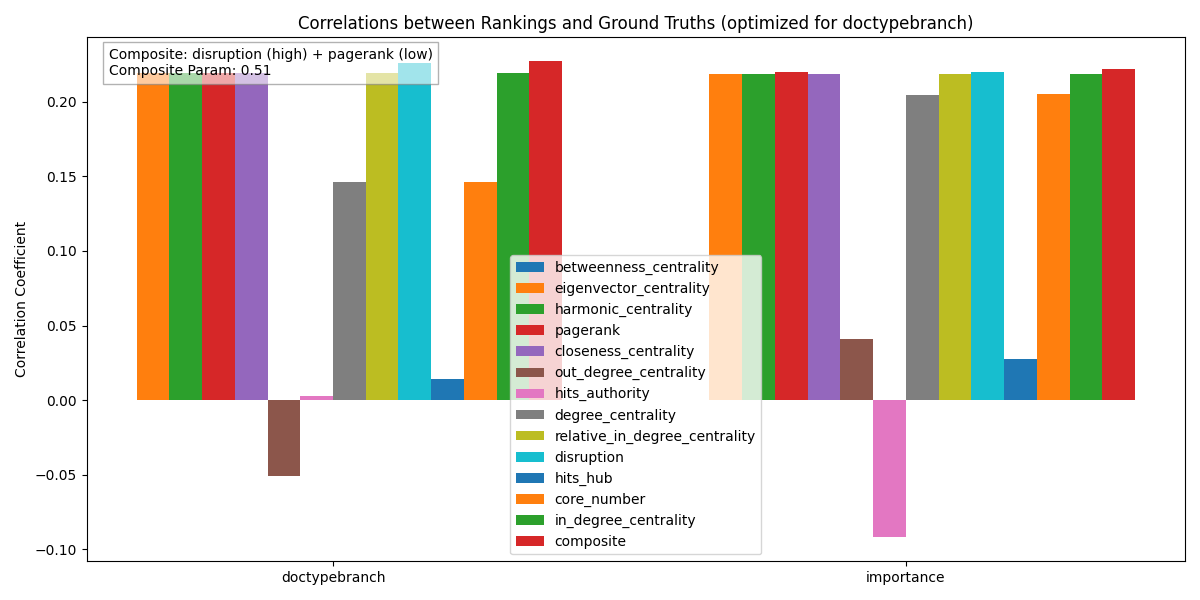 Correlations between Rankings and Ground Truths (optimized for doctypebranch)
Composite: disruption (high) + pagerank (low)
Composite Param: 0.51
0.20
0.15
0.10
0.05
0.00
−0.05
−0.10
Correlation Coefficient
betweenness_centrality
eigenvector_centrality
harmonic_centrality
pagerank
closeness_centrality
out_degree_centrality
hits_authority
degree_centrality
relative_in_degree_centrality
disruption
hits_hub
core_number
in_degree_centrality
composite
doctypebranch
importance